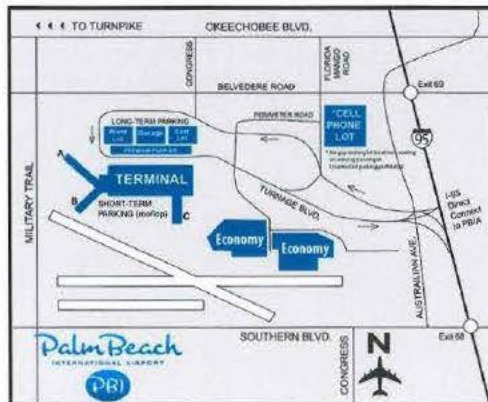 TO TURNPIKE
OKEECHOBEE BLVD.
CONGRESS
FLORIDA
MANGO
ROAD
BELVEDERE ROAD
Exit 69
LONG-TERM PARKING
PERIMETER ROAD
*CELL
PHONE
LOT
95
A
TERMINAL
B
SHORT-TERM
PARKING (rooftop)
C
TURNAGE BLVD.
I-95
Direct
Connect
to PBIA
MILITARY TRAIL
Economy
Economy
AUSTRAILIAN AVE.
SOUTHERN BLVD.
Exit 68
CONGRESS
N
Palm Beach
INTERNATIONAL AIRPORT
PBI